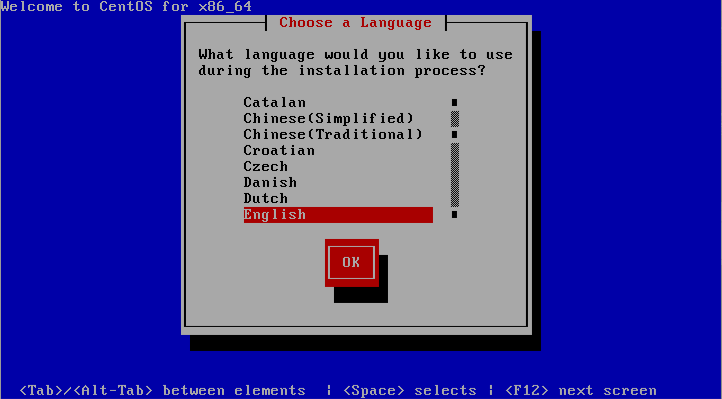 Welcome to CentOS for x86_64
Choose a Language
What language would you like to use
during the installation process?
Catalan
Chinese(Simplified)
Chinese(Traditional)
Croatian
Czech
Danish
Dutch
English
OK
<Tab>/<Alt-Tab> between elements | <Space> selects | <F12> next screen